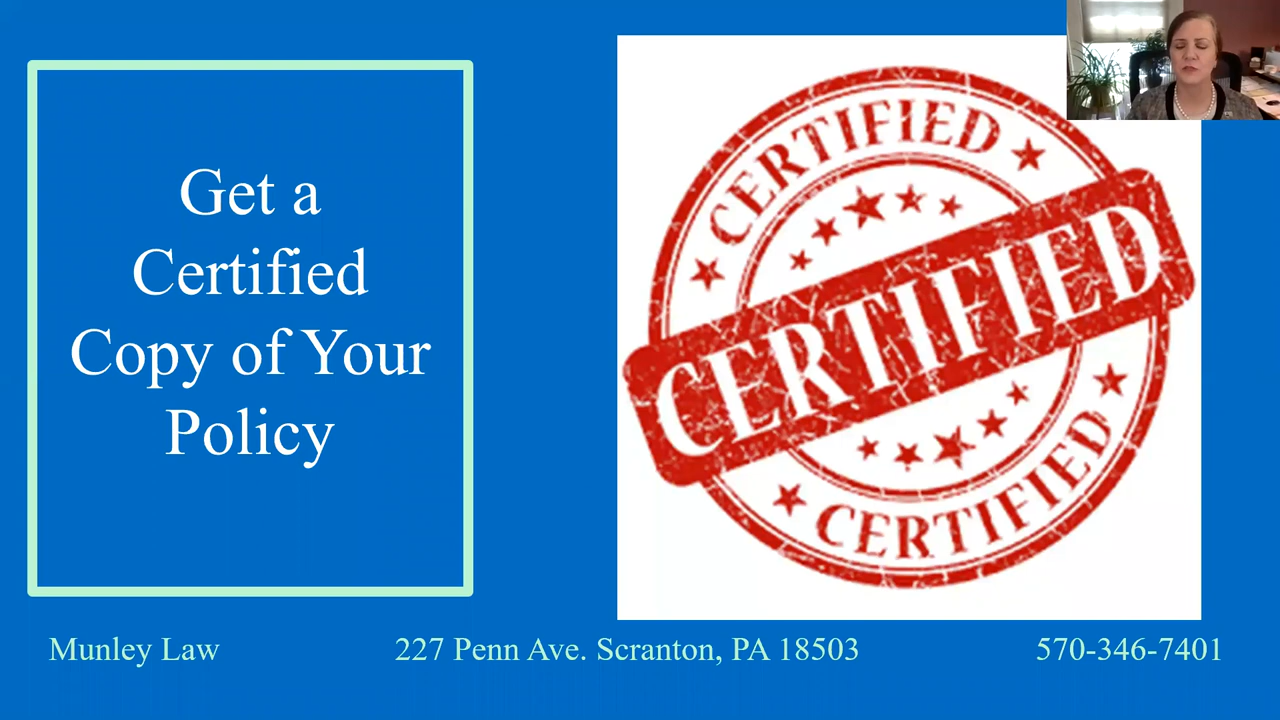 Get a
Certified
Copy of Your
Policy
CERTIFIED
CERTIFIED
CERTIFIED
Munley Law 227 Penn Ave. Scranton, PA 18503 570-346-7401